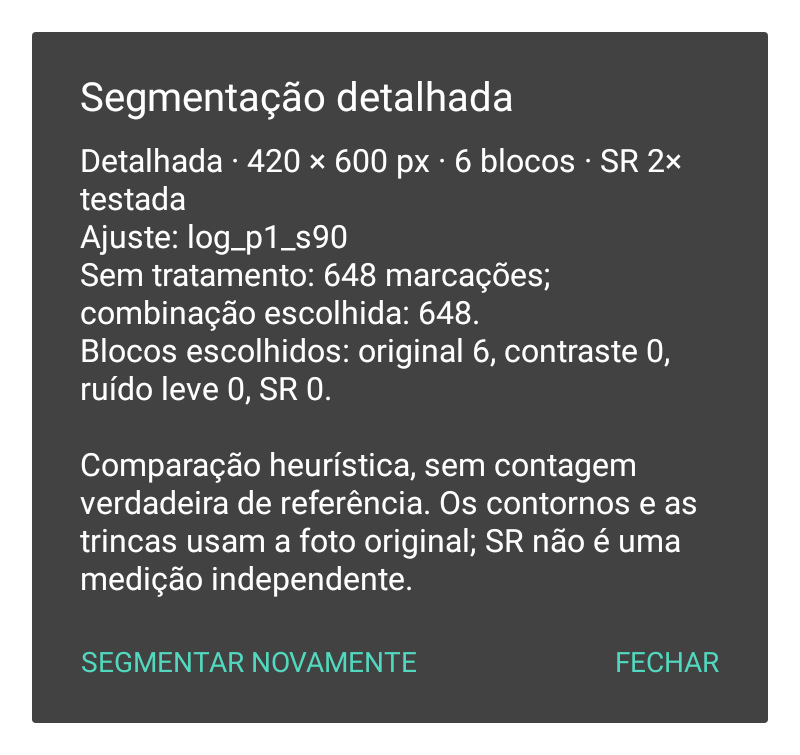 Segmentação detalhada
Detalhada · 420 × 600 px · 6 blocos · SR 2×
testada
Ajuste: log_p1_s90
Sem tratamento: 648 marcações;
combinação escolhida: 648.
Blocos escolhidos: original 6, contraste 0,
ruído leve 0, SR 0.
Comparação heurística, sem contagem
verdadeira de referência. Os contornos e as
trincas usam a foto original; SR não é uma
medição independente.
SEGMENTAR NOVAMENTE FECHAR